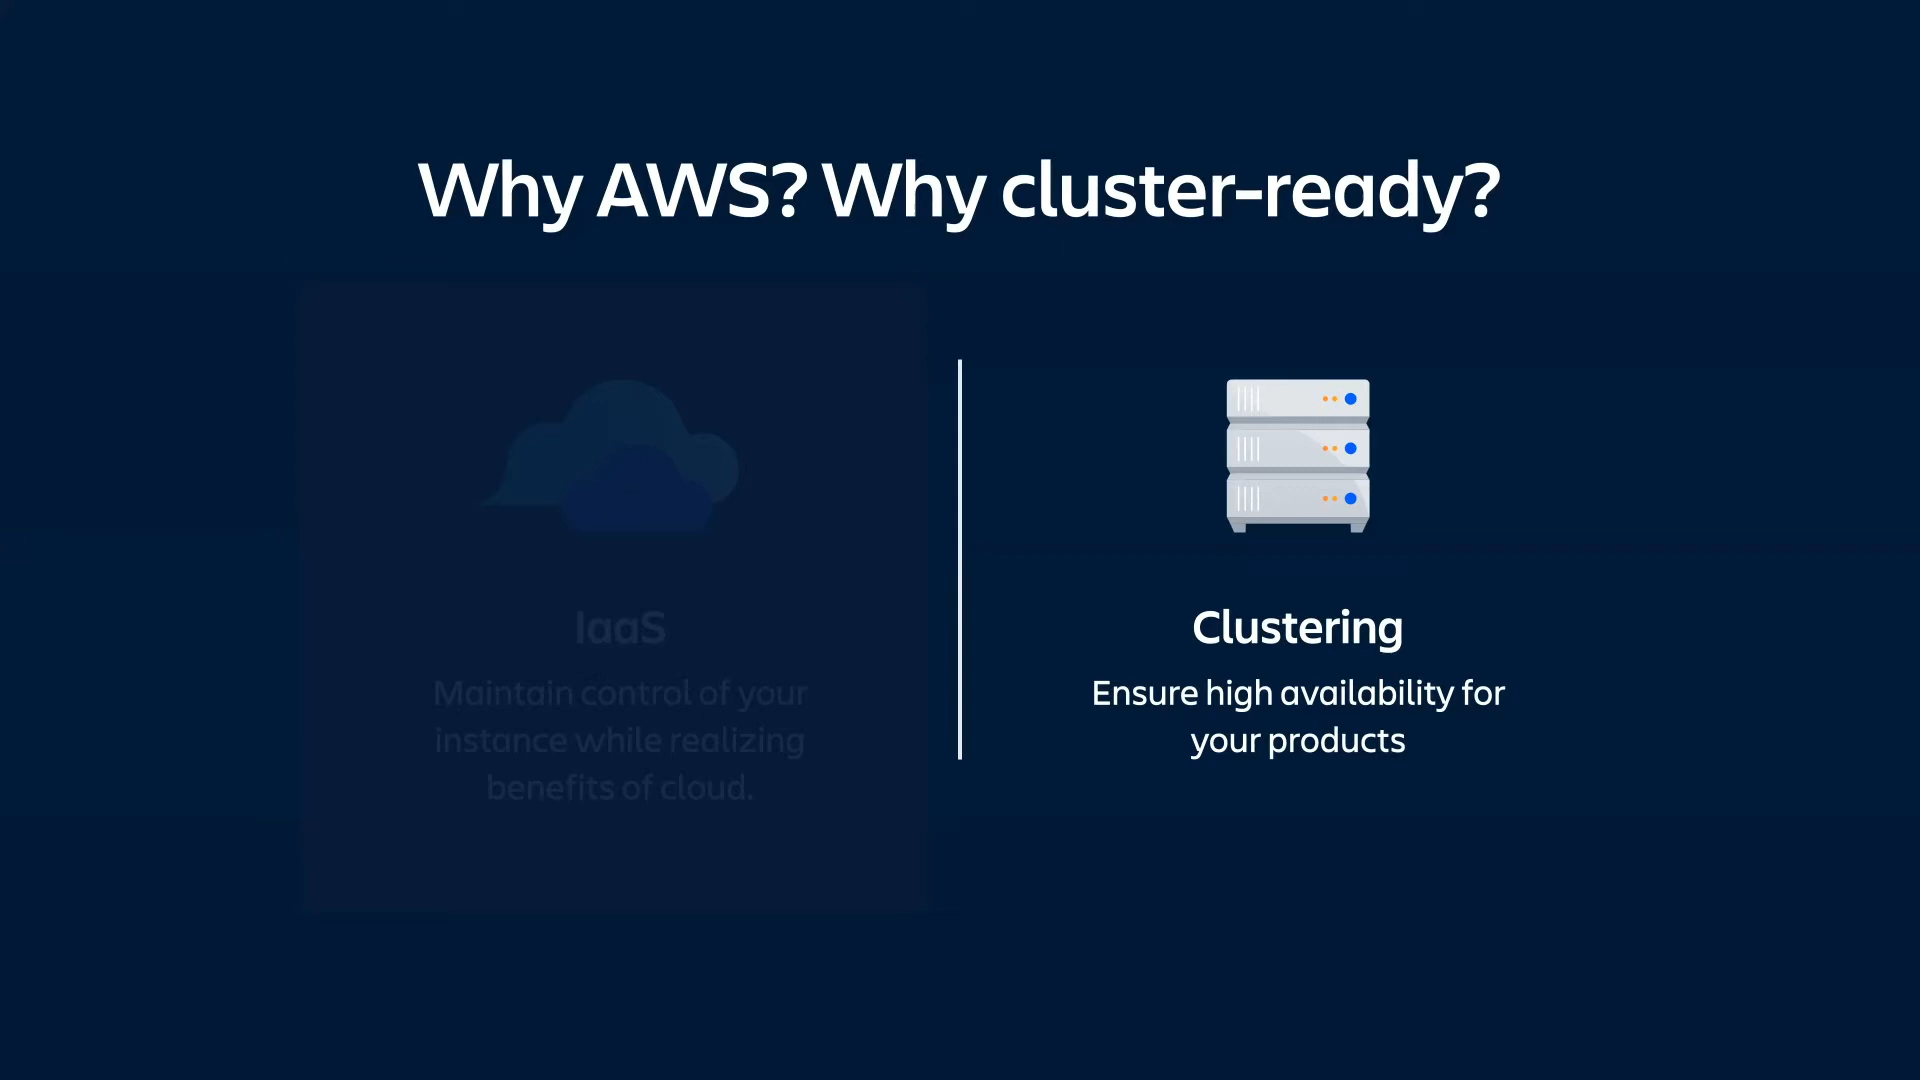 Why AWS? Why cluster-ready?
IaaS
Maintain control of your
instance while realizing
benefits of cloud.
Clustering
Ensure high availability for
your products